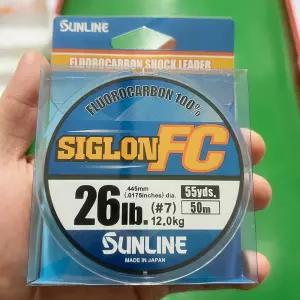 SUNLINE
FLUOROCARBON SHOCK LEADER
FLUOROCARBON 100%
SIGLON FC
.445mm
(.0175inches) dia.
55yds.
26lb. (#7) 50m
12.0kg
SUNLINE
MADE IN JAPAN